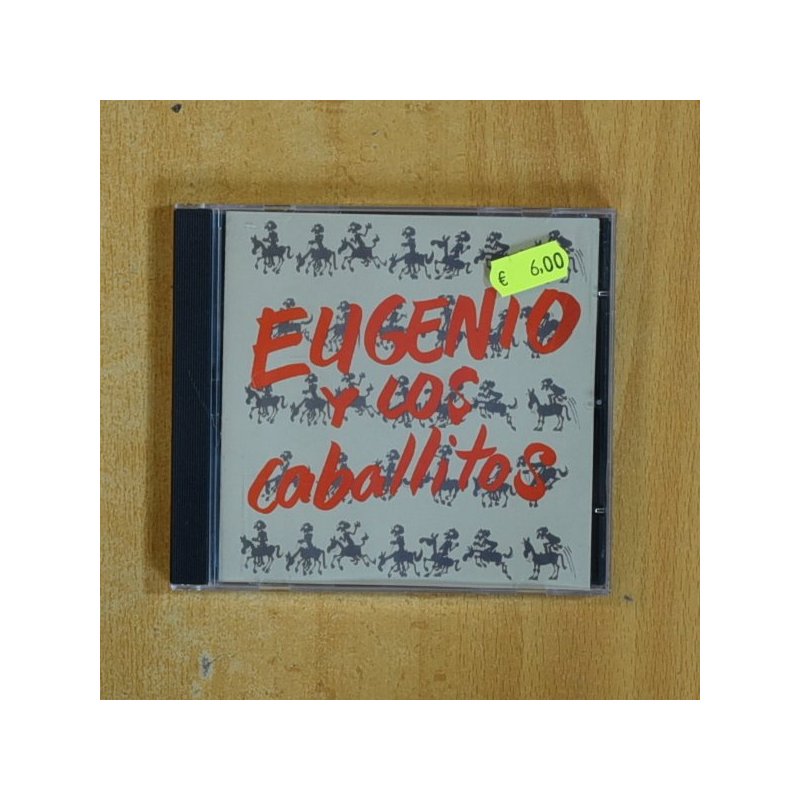 € 6,00
EUGENIO
Y LOS
caballitos